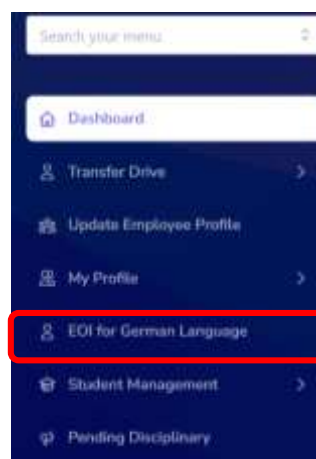 Search your menu
Dashboard
Transfer Drive
Update Employee Profile
My Profile
EOI for German Language
Student Management
Pending Disciplinary